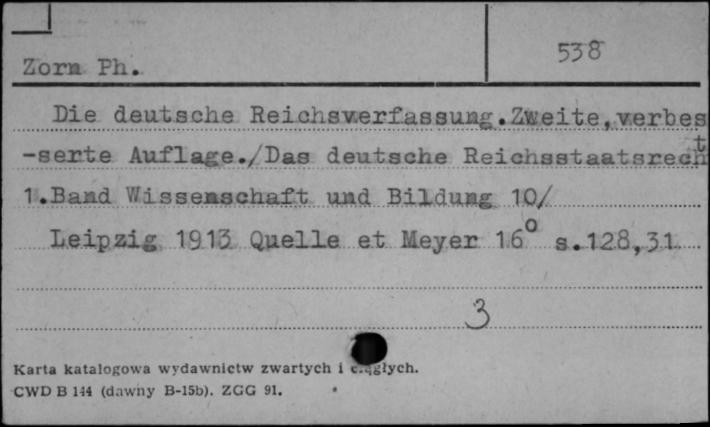 538
Zorn Ph.
Die deutsche Reichsverfassung.Zweite,verbes
-serte Auflage./Das deutsche Reichsstaatsrecht
1.Band Wissenschaft und Bildung 10/
Leipzig 1913 Quelle et Meyer 16° s.128,31
3
Karta katalogowa wydawnictw zwartych i ciągłych.
CWD B 144 (dawny B-15b). ZGG 91.